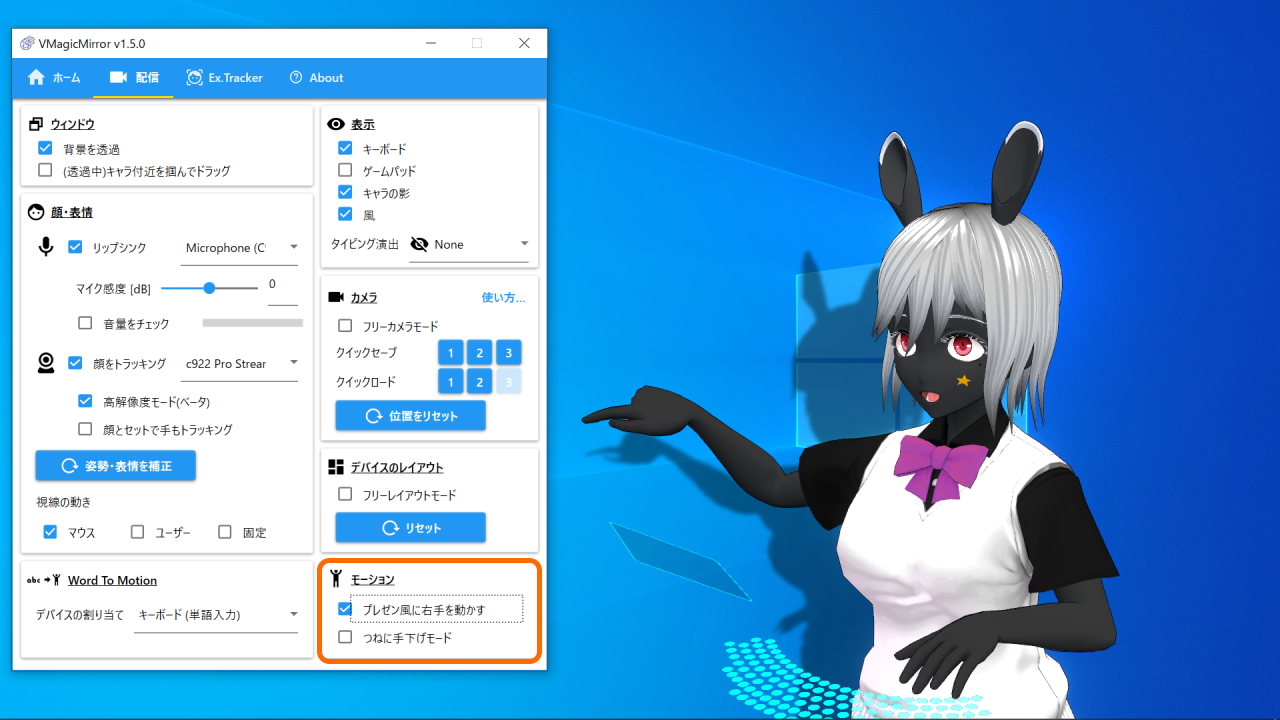 VMagicMirror v1.5.0
ホーム
配信
Ex.Tracker
About
ウィンドウ
背景を透過
(透過中)キャラ付近を掴んでドラッグ
顔・表情
リップシンク
Microphone (C
マイク感度 [dB]
0
音量をチェック
顔をトラッキング
c922 Pro Strear
高解像度モード(ベータ)
顔とセットで手もトラッキング
姿勢・表情を補正
視線の動き
マウス
ユーザー
固定
abc
Word To Motion
デバイスの割り当て
キーボード (単語入力)
表示
キーボード
ゲームパッド
キャラの影
風
タイピング演出
None
カメラ
使い方...
フリーカメラモード
クイックセーブ
1 2 3
クイックロード
1 2 3
位置をリセット
デバイスのレイアウト
フリーレイアウトモード
リセット
モーション
プレゼン風に右手を動かす
つねに手下げモード